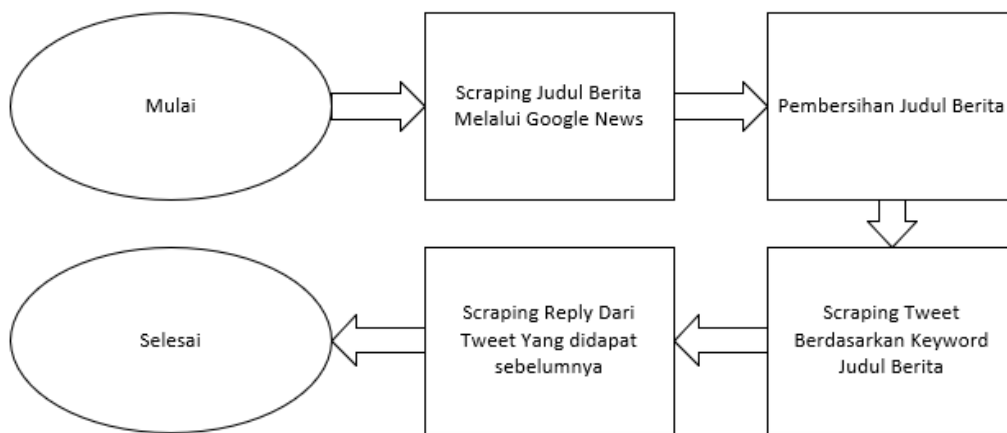 Mulai
Scraping Judul Berita
Melalui Google News
Pembersihan Judul Berita
Scraping Tweet
Berdasarkan Keyword
Judul Berita
Scraping Reply Dari
Tweet Yang didapat
sebelumnya
Selesai